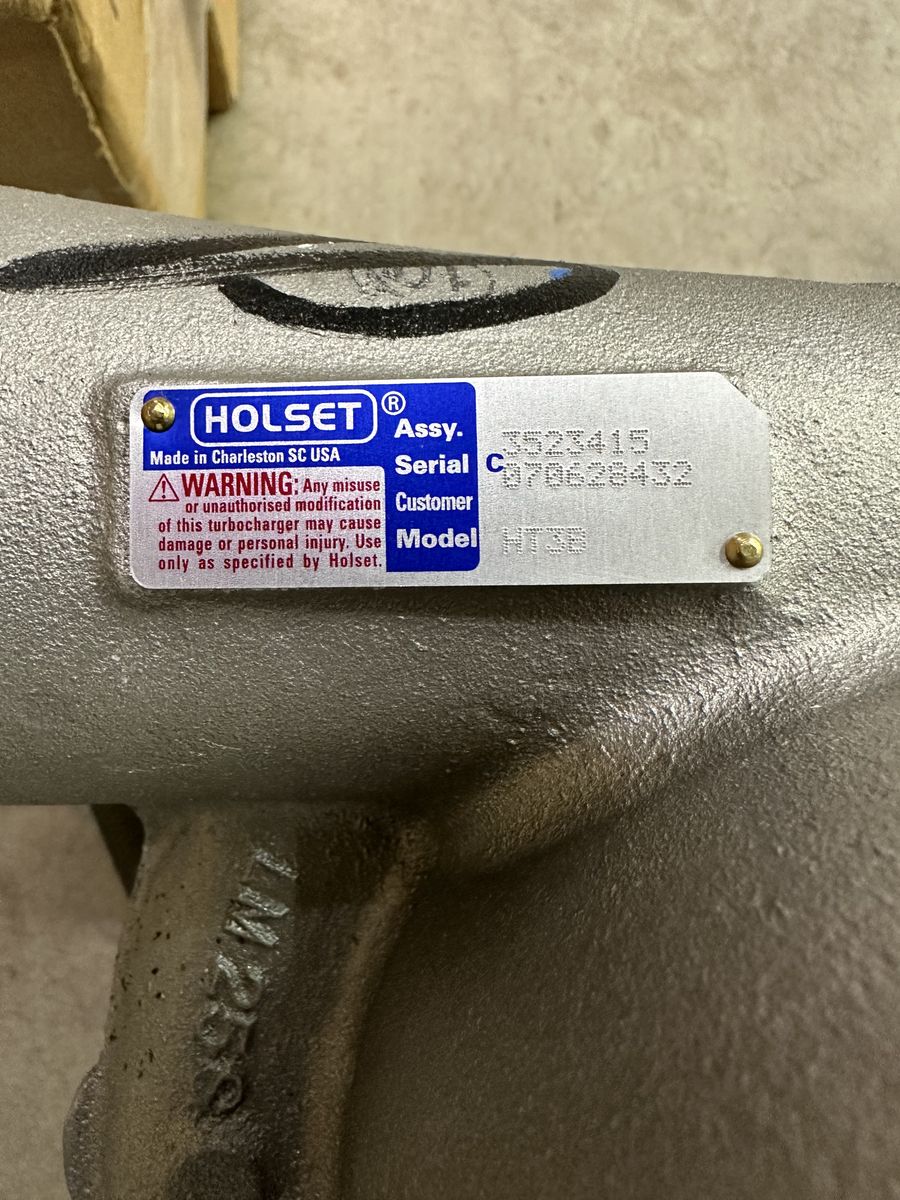 HOLSET®
Made in Charleston SC USA
⚠ WARNING: Any misuse
or unauthorised modification
of this turbocharger may cause
damage or personal injury. Use
only as specified by Holset.
Assy. 3523415
Serial C 070628432
Customer
Model HT3B
LM25